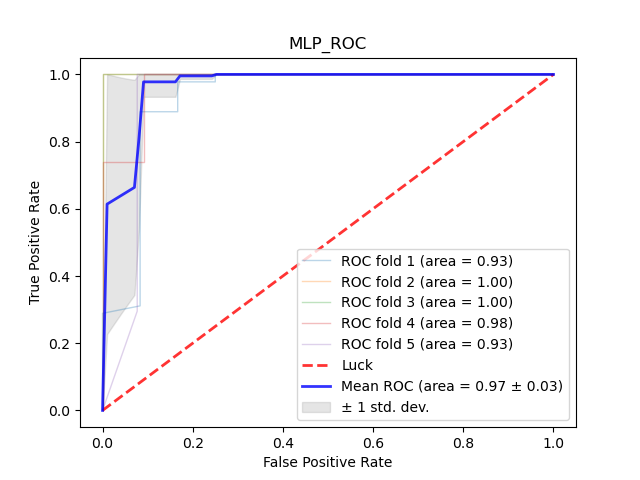 MLP_ROC
True Positive Rate
1.0
0.8
0.6
0.4
0.2
0.0
ROC fold 1 (area = 0.93)
ROC fold 2 (area = 1.00)
ROC fold 3 (area = 1.00)
ROC fold 4 (area = 0.98)
ROC fold 5 (area = 0.93)
Luck
Mean ROC (area = 0.97 ± 0.03)
± 1 std. dev.
0.0 0.2 0.4 0.6 0.8 1.0
False Positive Rate